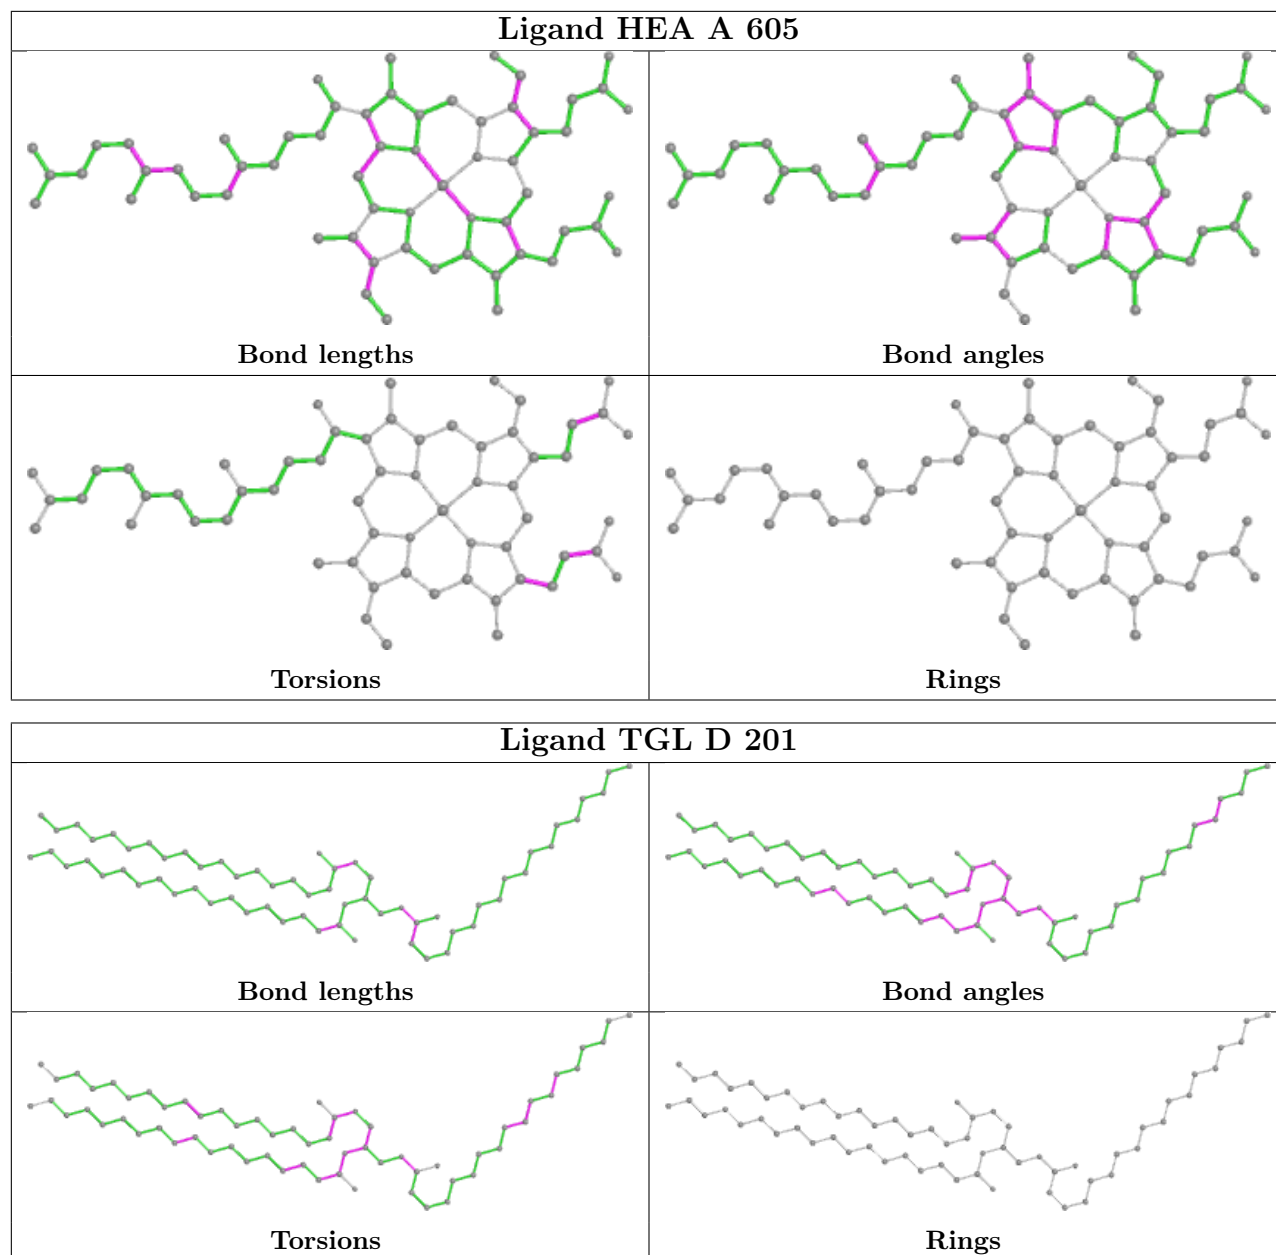 Ligand HEA A 605
Bond lengths
Bond angles
Torsions
Rings
Ligand TGL D 201
Bond lengths
Bond angles
Torsions
Rings